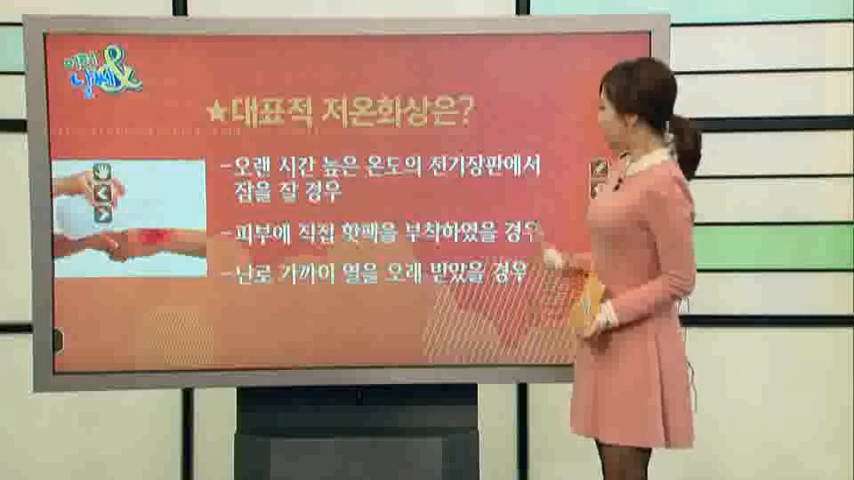 날씨&
★대표적 저온화상은?
-오랜 시간 높은 온도의 전기장판에서
잠을 잘 경우
-피부에 직접 핫팩을 부착하였을 경우
-난로 가까이 열을 오래 받았을 경우